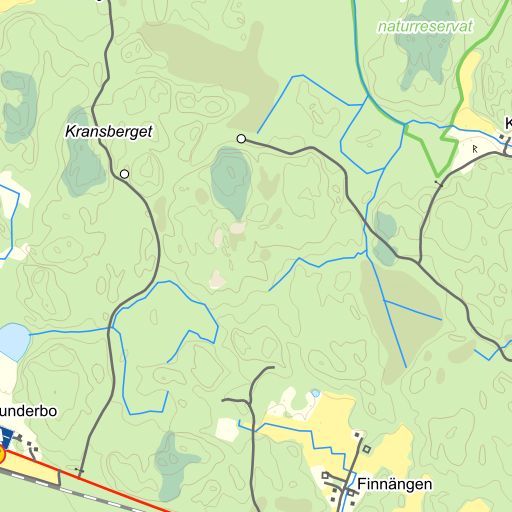 naturreservat
K
Kransberget
R
underbo
Finnängen